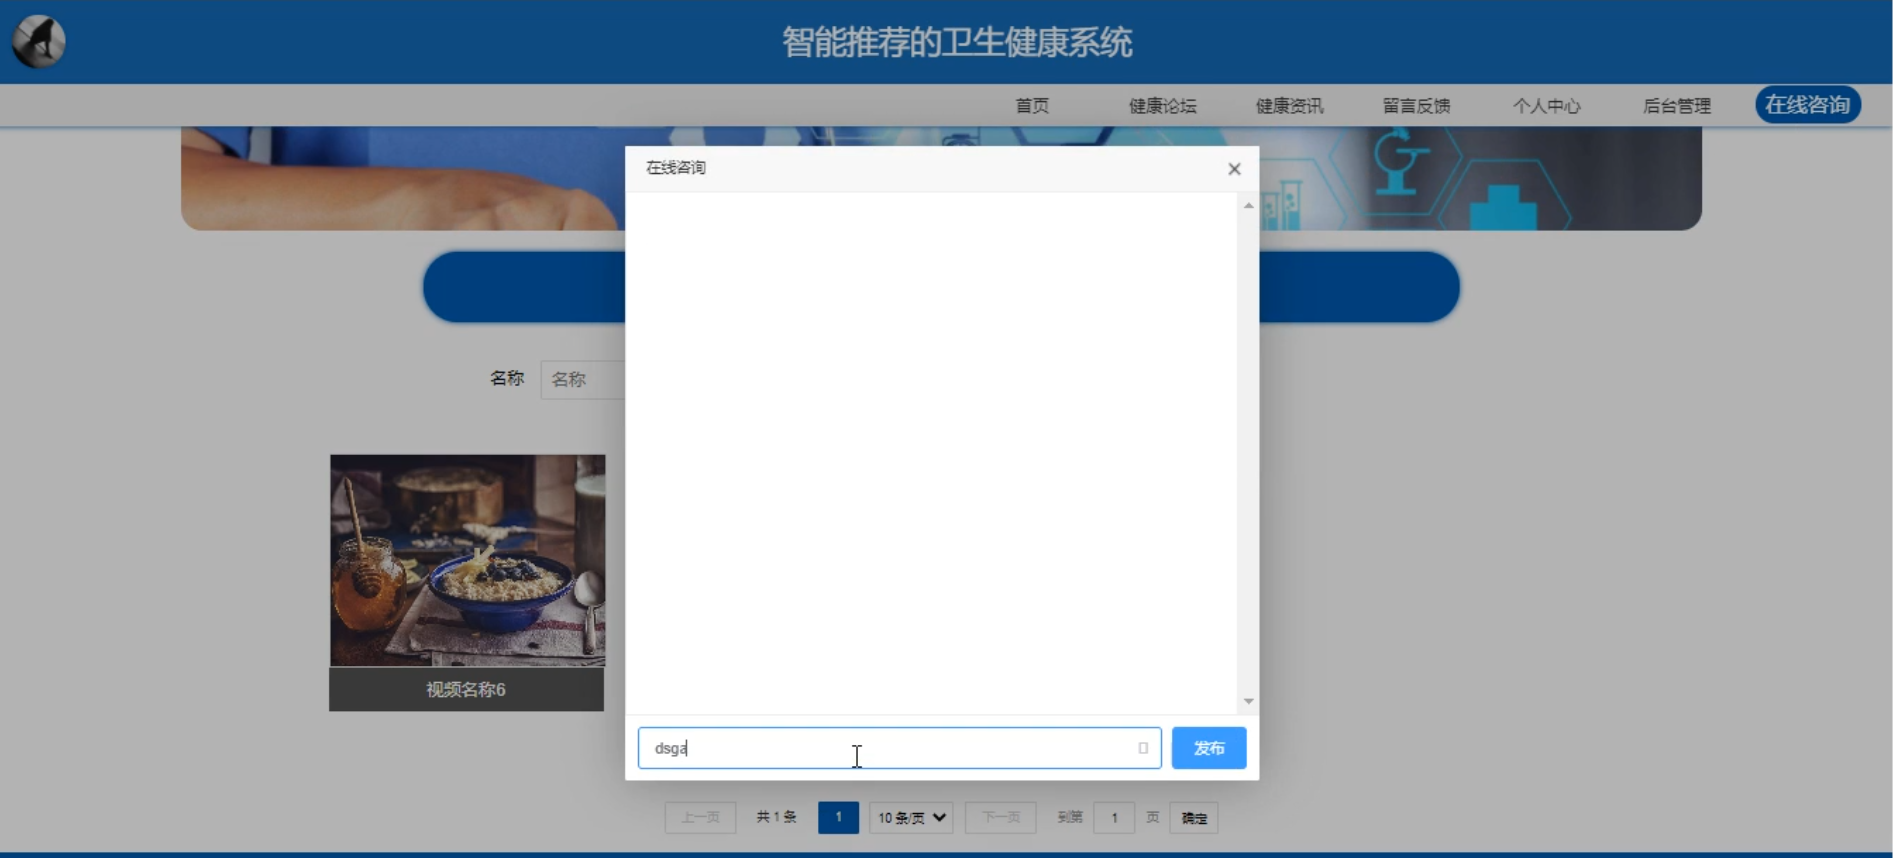 智能推荐的卫生健康系统
首页 健康论坛 健康资讯 留言反馈 个人中心 后台管理 在线咨询
在线咨询
名称 名称
视频名称6
dsga 发布
上一页 共 1 条 1 10 条/页 下一页 到第 1 页 确定